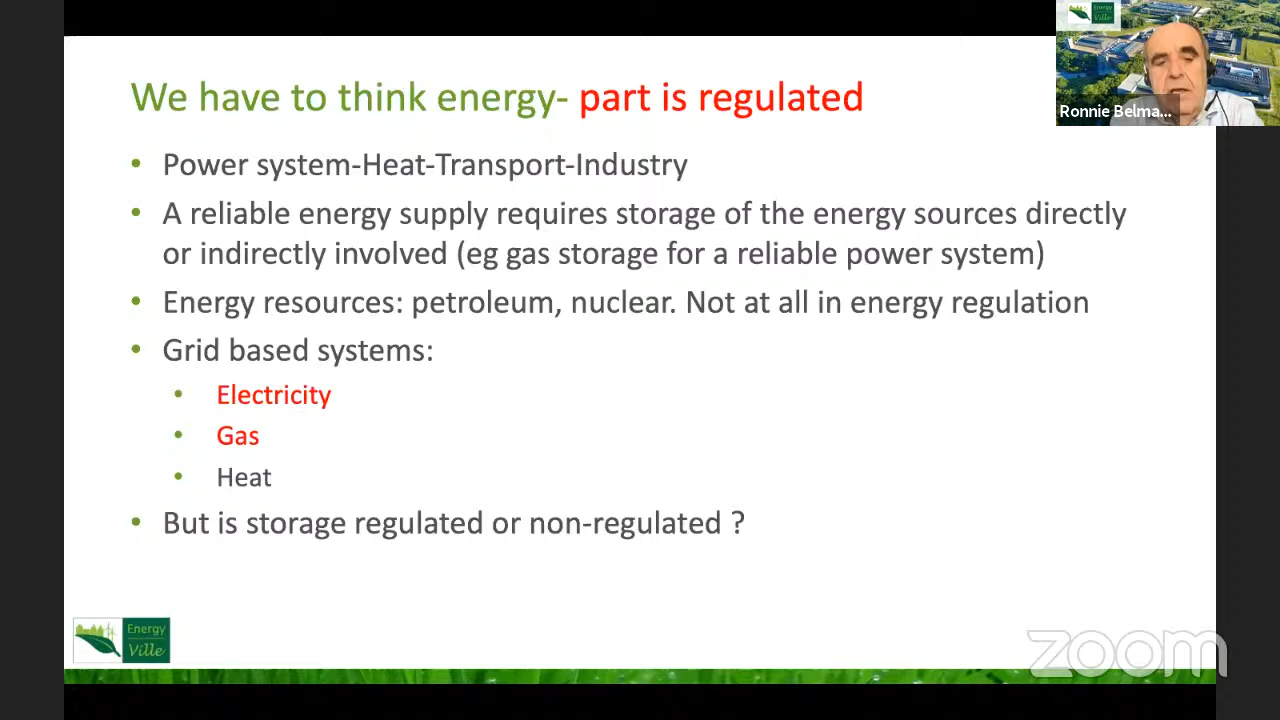 Energy
Ville
Ronnie Belma...
We have to think energy- part is regulated
• Power system-Heat-Transport-Industry
• A reliable energy supply requires storage of the energy sources directly
or indirectly involved (eg gas storage for a reliable power system)
• Energy resources: petroleum, nuclear. Not at all in energy regulation
• Grid based systems:
• Electricity
• Gas
• Heat
• But is storage regulated or non-regulated ?
Energy
Ville
zoom